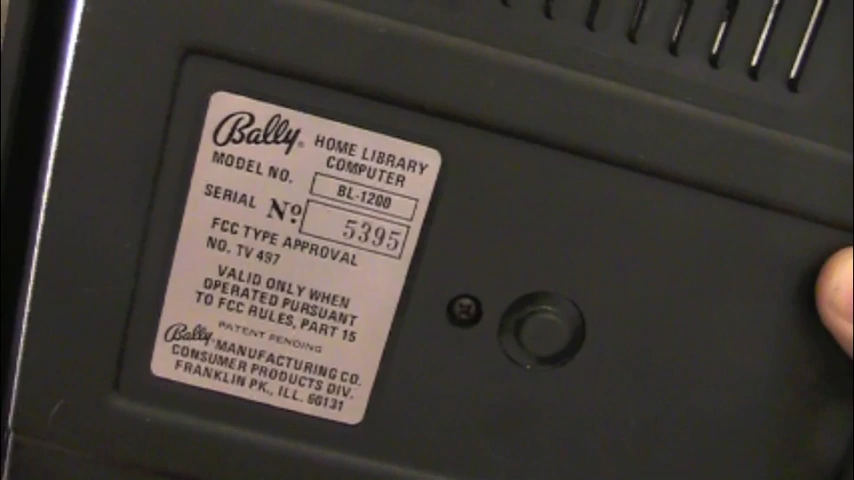 Bally® HOME LIBRARY
COMPUTER
MODEL NO. BL-1200
SERIAL No. 5395
FCC TYPE APPROVAL
NO. TV 497
VALID ONLY WHEN
OPERATED PURSUANT
TO FCC RULES, PART 15
PATENT PENDING
Bally MANUFACTURING CO.
CONSUMER PRODUCTS DIV.
FRANKLIN PK., ILL. 60131